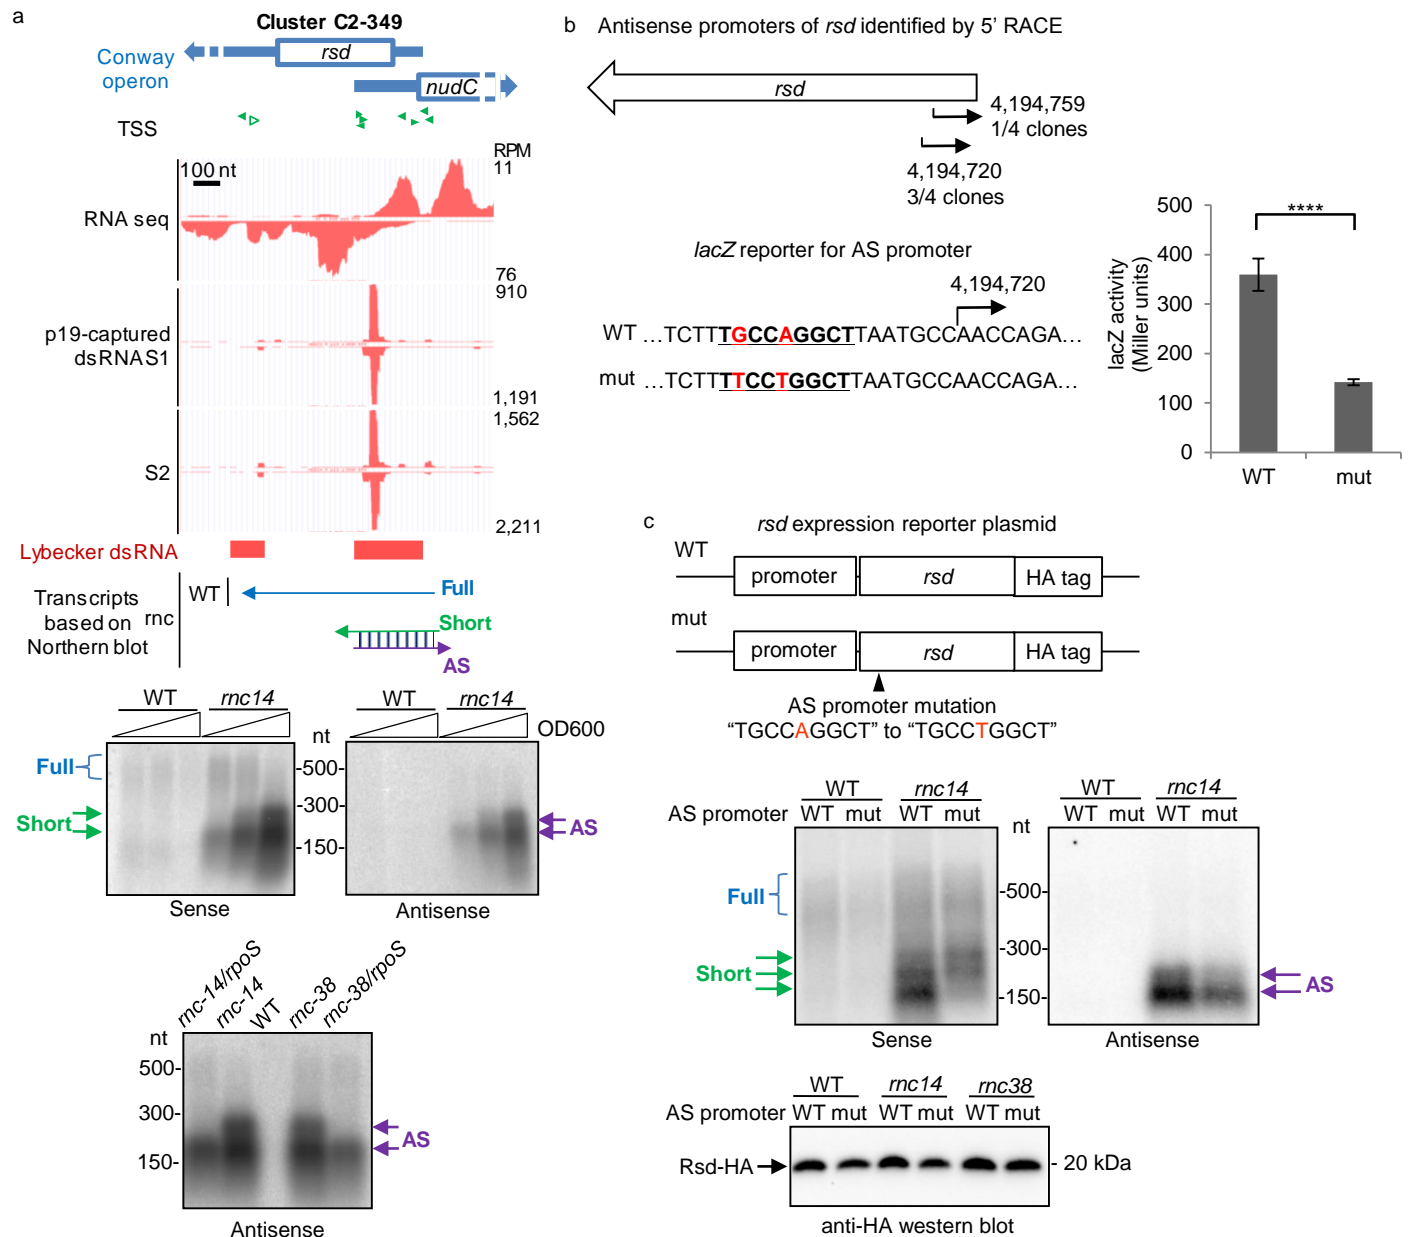 a
Cluster C2-349
Conway operon
rsd
nudC
TSS
RPM
11
100 nt
RNA seq
76
910
p19-captured
dsRNAS1
1,191
1,562
S2
2,211
Lybecker dsRNA
Transcripts
based on
Northern blot
rnc
WT
Full
Short
AS
WT rnc14
OD600
nt
Full
-500-
-300-
Short
AS
-150-
Sense
Antisense
rnc-14/rpoS
rnc-14
WT
rnc-38
rnc-38/rpoS
nt
500-
300-
AS
150-
Antisense
b
Antisense promoters of rsd identified by 5' RACE
rsd
4,194,759
1/4 clones
4,194,720
3/4 clones
lacZ reporter for AS promoter
4,194,720
WT …TCTTTGCCAGGCTTAATGCCAACCAGA…
mut …TCTTTTCCTGGCTTAATGCCAACCAGA…
lacZ activity
(Miller units)
500
400
300
200
100
0
****
WT
mut
c
rsd expression reporter plasmid
WT
promoter
rsd
HA tag
mut
promoter
rsd
HA tag
AS promoter mutation
“TGCCAGGCT” to “TGCCTGGCT”
WT rnc14
AS promoter WT mut WT mut
nt
WT rnc14
WT mut WT mut
Full
-500-
-300-
Short
AS
-150-
Sense
Antisense
WT rnc14 rnc38
AS promoter WT mut WT mut WT mut
Rsd-HA
- 20 kDa
anti-HA western blot